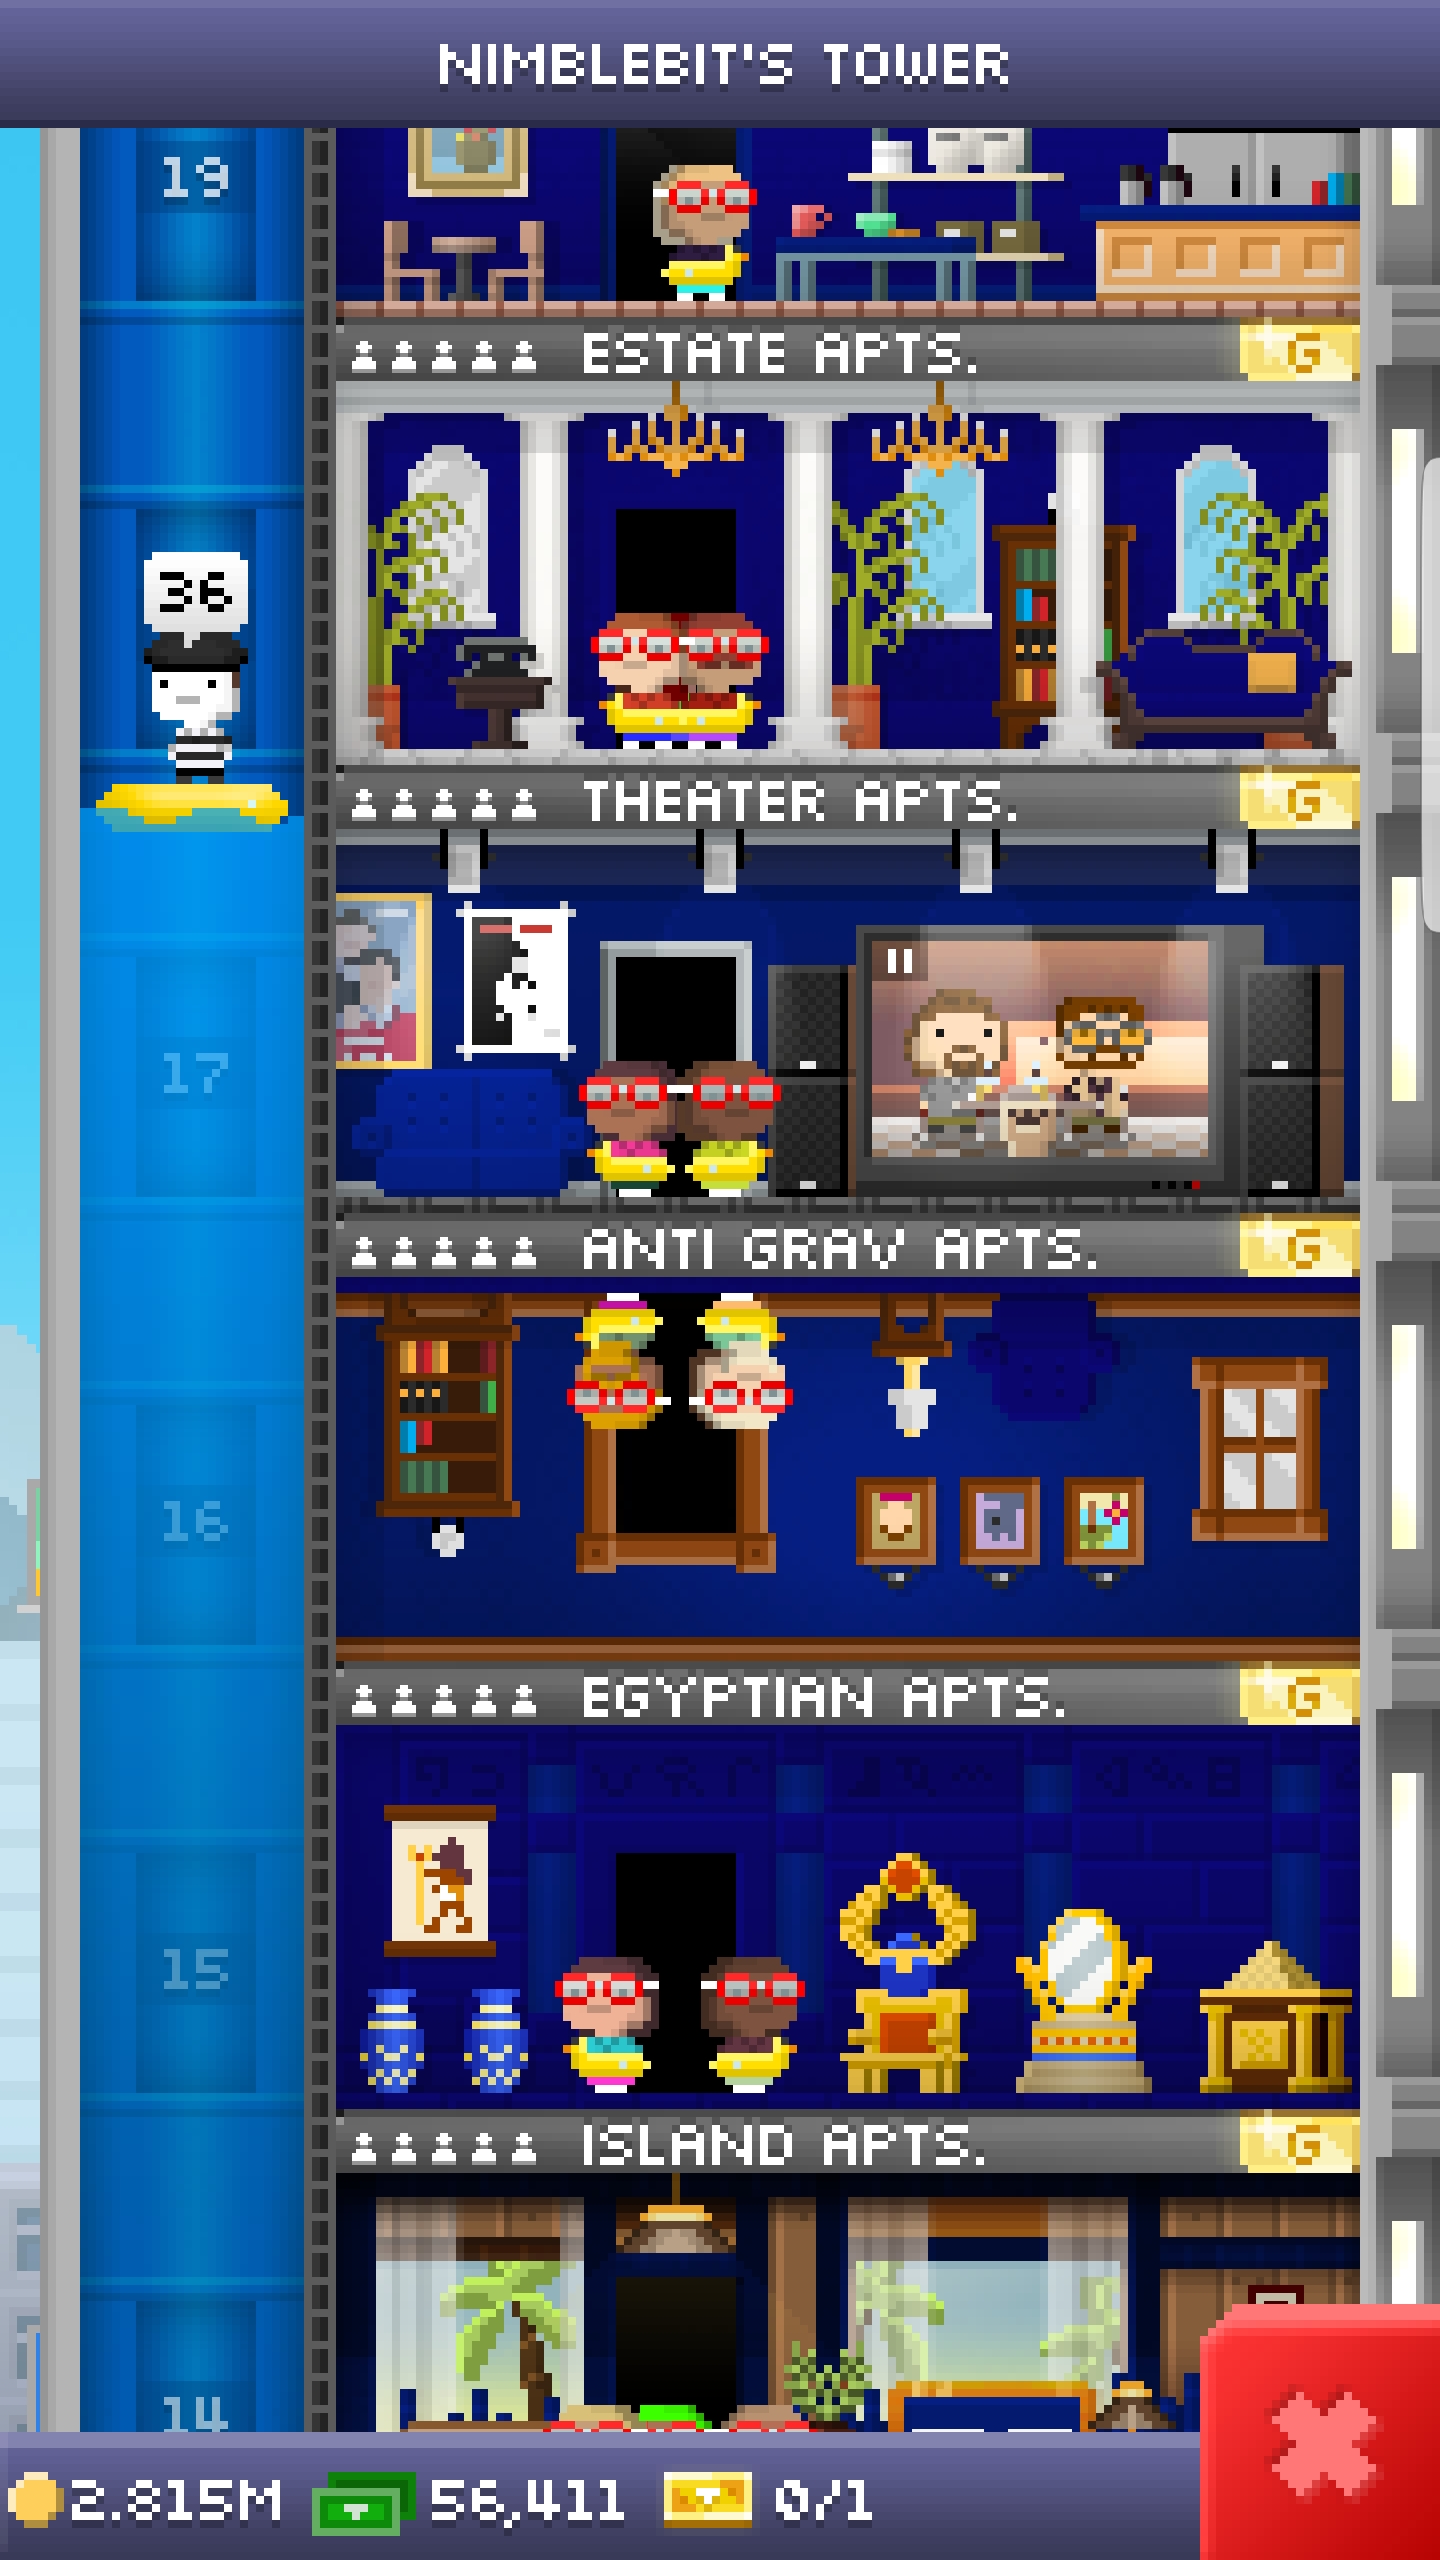 NIMBLEBIT'S TOWER
19
ESTATE APTS. G
36
THEATER APTS. G
17
ANTI GRAV APTS. G
16
EGYPTIAN APTS. G
15
ISLAND APTS. G
14
2.815M 56,411 0/1